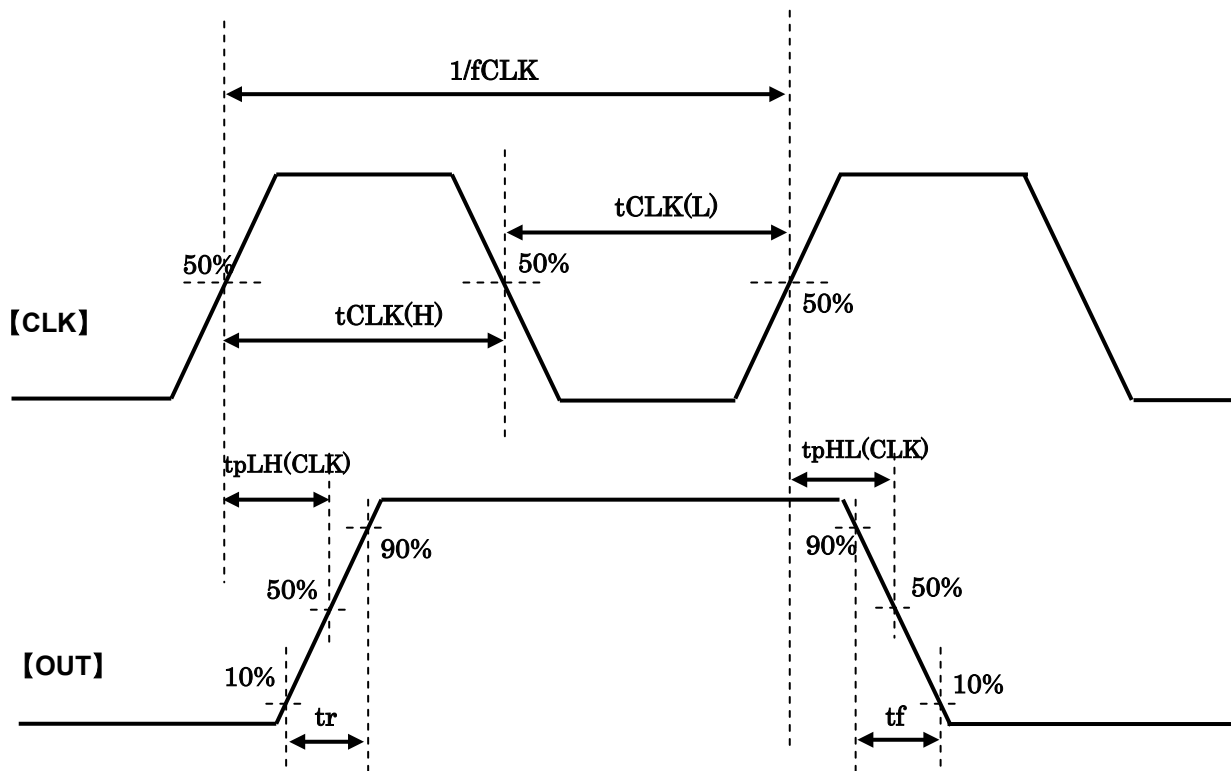 1/fCLK
tCLK(L)
50%
50%
50%
【CLK】
tCLK(H)
tpLH(CLK)
tpHL(CLK)
90%
90%
50%
50%
【OUT】
10%
10%
tr
tf